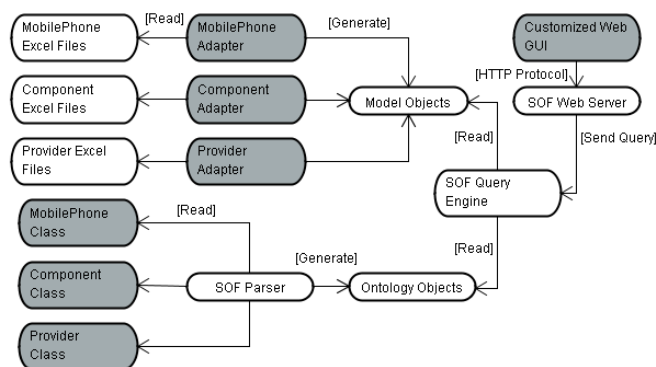 [Read]
[Generate]
MobilePhone
Excel Files
MobilePhone
Adapter
Customized Web
GUI
[HTTP Protocol]
Component
Excel Files
Component
Adapter
Model Objects
SOF Web Server
[Read]
[Send Query]
Provider Excel
Files
Provider
Adapter
SOF Query
Engine
MobilePhone
Class
[Read]
[Read]
[Generate]
Component
Class
SOF Parser
Ontology Objects
Provider
Class